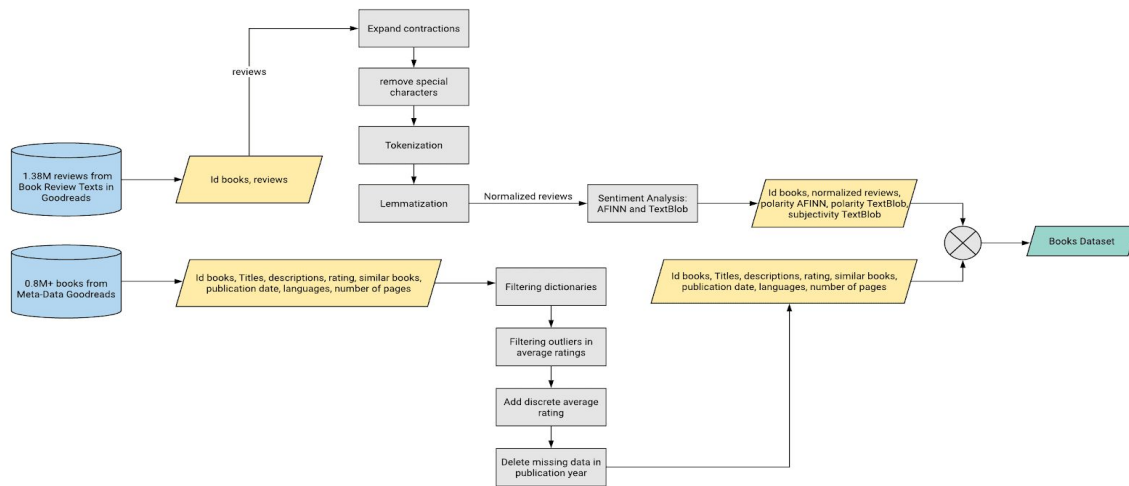 Expand contractions
reviews
remove special
characters
Tokenization
1.38M reviews from
Book Review Texts in
Goodreads
Id books, reviews
Lemmatization
Normalized reviews
Sentiment Analysis:
AFINN and TextBlob
Id books, normalized reviews,
polarity AFINN, polarity TextBlob,
subjectivity TextBlob
Books Dataset
0.8M+ books from
Meta-Data Goodreads
Id books, Titles, descriptions, rating, similar books,
publication date, languages, number of pages
Filtering dictionaries
Id books, Titles, descriptions, rating, similar books,
publication date, languages, number of pages
Filtering outliers in
average ratings
Add discrete average
rating
Delete missing data in
publication year